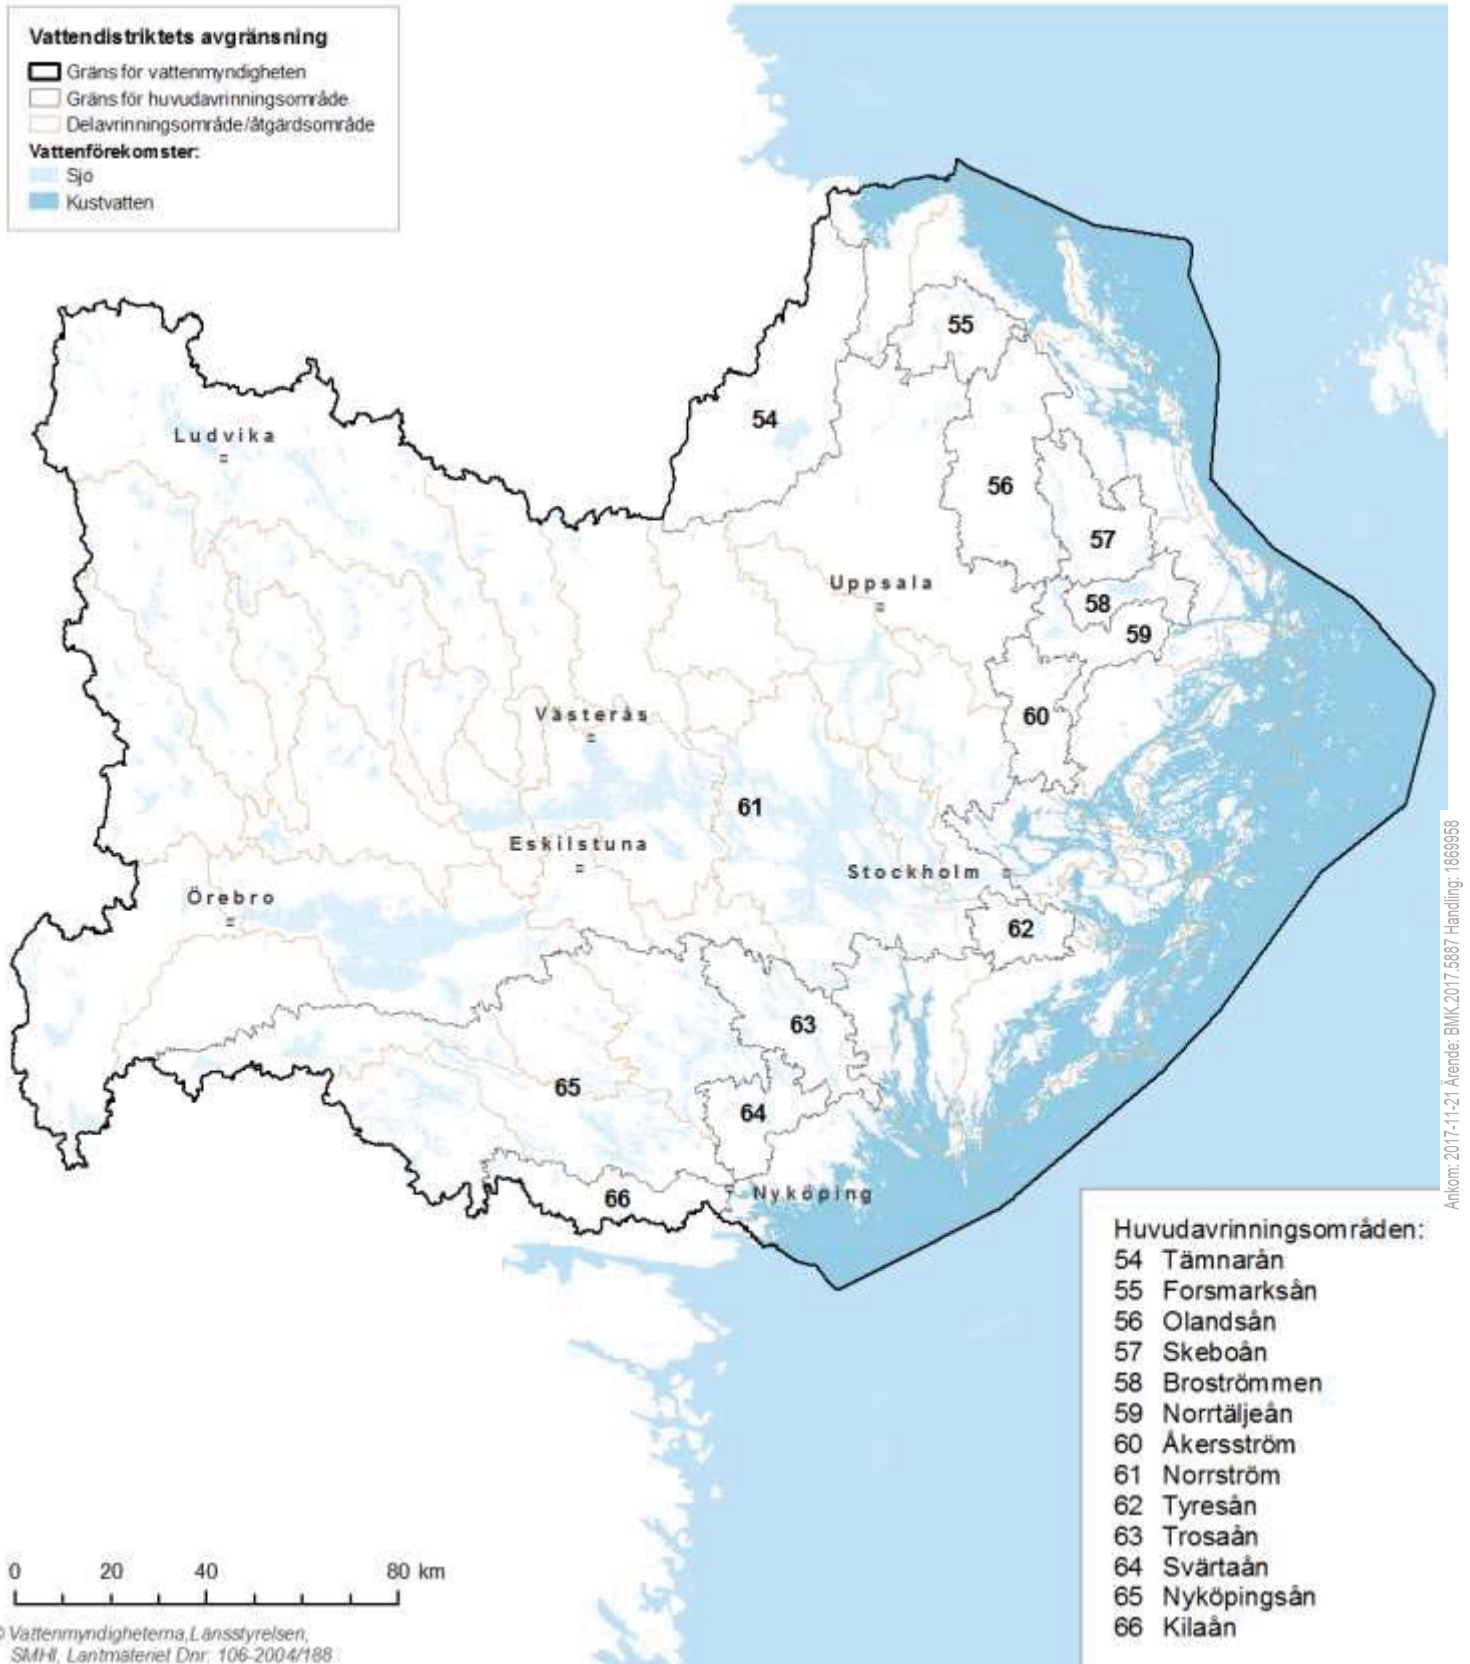 Vattendistriktets avgränsning
Gräns för vattenmyndigheten
Gräns för huvudavrinningsområde
Delavrinningsområde/åtgärdsområde
Vattenförekomster:
Sjö
Kustvatten
55
54
Ludvika
56
57
Uppsala
58
59
Västerås
60
61
Eskilstuna
Stockholm
Örebro
62
63
65
64
66
Nyköping
Ankom: 2017-11-21 Ärende: BMK.2017.5887 Handling: 1869958
Huvudavrinningsområden:
54 Tämnarån
55 Forsmarksån
56 Olandsån
57 Skeboån
58 Broströmmen
59 Norrtäljeån
60 Åkersström
61 Norrström
62 Tyresån
63 Trosaån
64 Svärtaån
65 Nyköpingsån
66 Kilaån
0 20 40 80 km
© Vattenmyndigheterna, Länsstyrelsen,
SMHI, Lantmäteriet Dnr: 106-2004/188